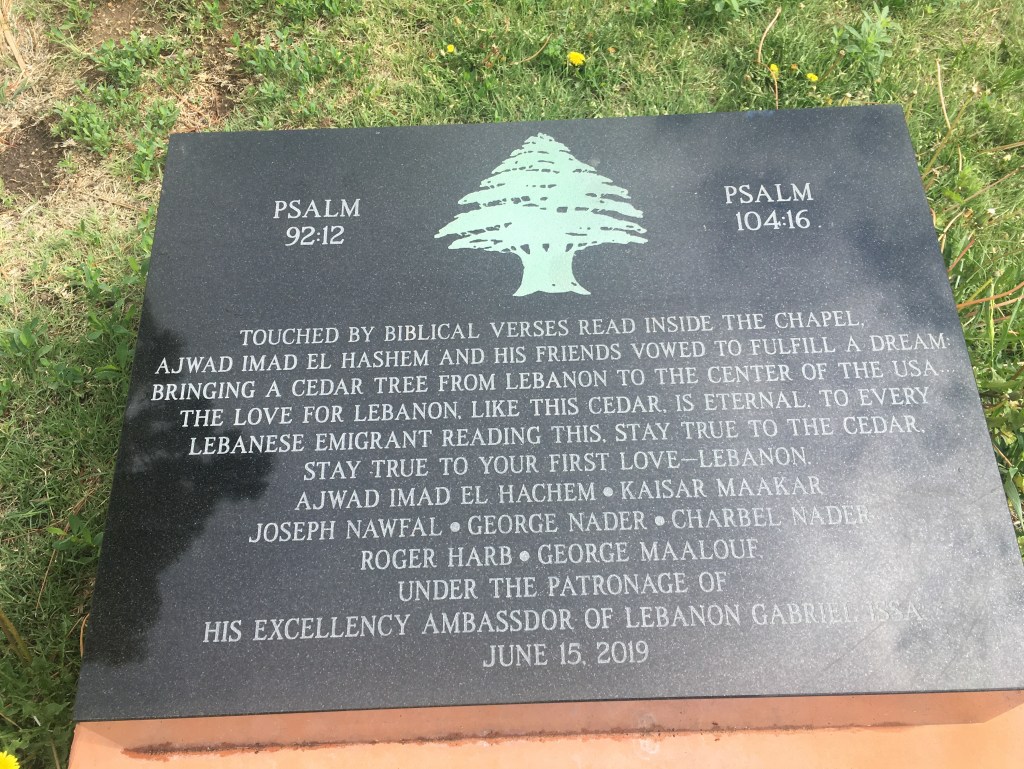 PSALM
92:12
PSALM
104:16
TOUCHED BY BIBLICAL VERSES READ INSIDE THE CHAPEL,
AJWAD IMAD EL HASHEM AND HIS FRIENDS VOWED TO FULFILL A DREAM:
BRINGING A CEDAR TREE FROM LEBANON TO THE CENTER OF THE USA...
THE LOVE FOR LEBANON, LIKE THIS CEDAR, IS ETERNAL. TO EVERY
LEBANESE EMIGRANT READING THIS, STAY TRUE TO THE CEDAR,
STAY TRUE TO YOUR FIRST LOVE—LEBANON.
AJWAD IMAD EL HACHEM • KAISAR MAAKAR
JOSEPH NAWFAL • GEORGE NADER • CHARBEL NADER
ROGER HARB • GEORGE MAALOUF.
UNDER THE PATRONAGE OF
HIS EXCELLENCY AMBASSDOR OF LEBANON GABRIEL ISSA.
JUNE 15, 2019